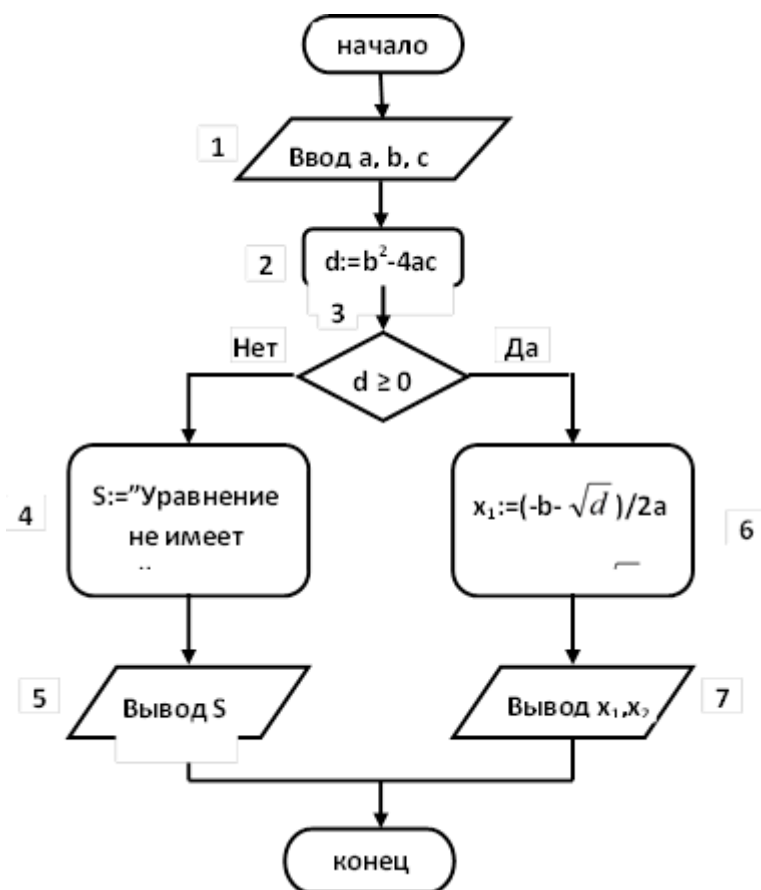 начало
1
Ввод a, b, c
2
d:=b²-4ac
3
Нет
Да
d ≥ 0
4
S:=”Уравнение
не имеет
x₁:=(-b- √d )/2a
6
5
Вывод S
Вывод x₁,x₂
7
конец